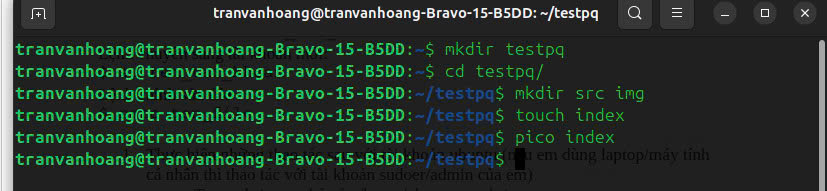 tranvanhoang@tranvanhoang-Bravo-15-B5DD: ~/testpq
tranvanhoang@tranvanhoang-Bravo-15-B5DD:~$ mkdir testpq
tranvanhoang@tranvanhoang-Bravo-15-B5DD:~$ cd testpq/
tranvanhoang@tranvanhoang-Bravo-15-B5DD:~/testpq$ mkdir src img
tranvanhoang@tranvanhoang-Bravo-15-B5DD:~/testpq$ touch index
tranvanhoang@tranvanhoang-Bravo-15-B5DD:~/testpq$ pico index
tranvanhoang@tranvanhoang-Bravo-15-B5DD:~/testpq$
em dùng laptop/máy tính
cá nhân thì thao tác với tài khoản sudoer/admin của em)